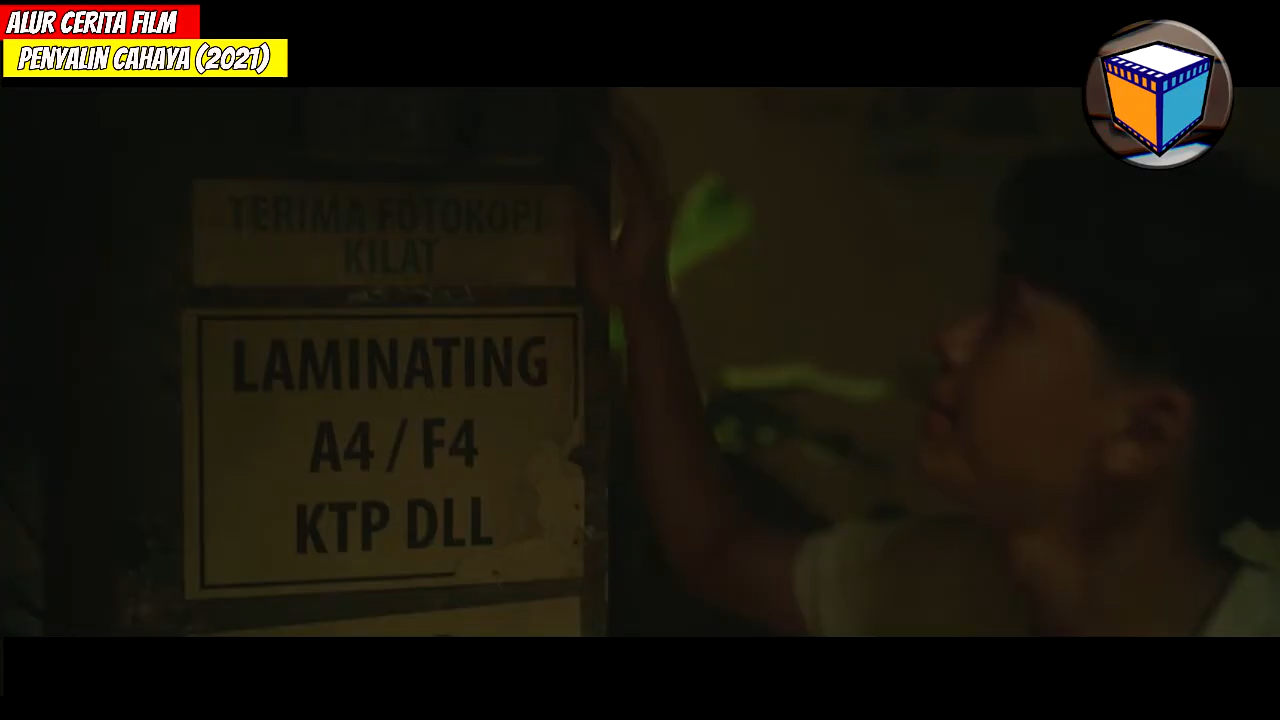 ALUR CERITA FILM
PENYALIN CAHAYA (2021)
TERIMA FOTOKOPI
KILAT
LAMINATING
A4 / F4
KTP DLL